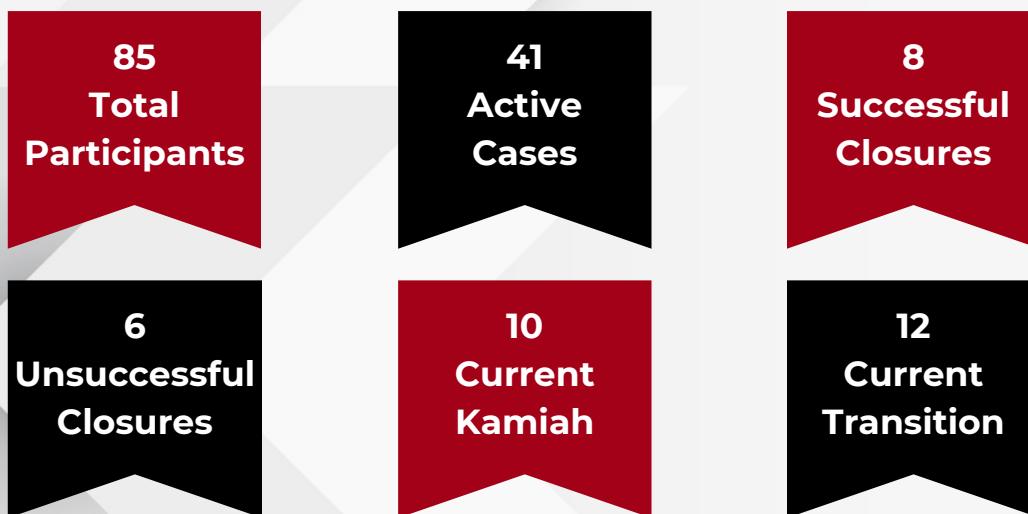 85
Total
Participants
41
Active
Cases
8
Successful
Closures
6
Unsuccessful
Closures
10
Current
Kamiah
12
Current
Transition